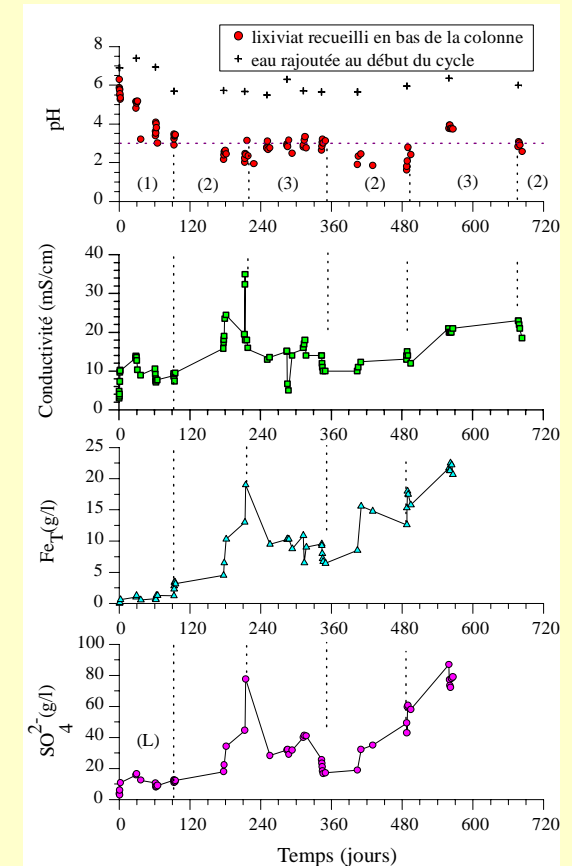 lixiviat recueilli en bas de la colonne
eau rajoutée au début du cycle
8
6
4
2
0
pH
(1) (2) (3) (2) (3) (2)
0 120 240 360 480 600 720
40
30
20
10
0
Conductivité (mS/cm)
0 120 240 360 480 600 720
25
20
15
10
5
0
Fe_T(g/l)
0 120 240 360 480 600 720
100
80
60
40
20
0
SO₄²⁻(g/l)
(L)
0 120 240 360 480 600 720
Temps (jours)